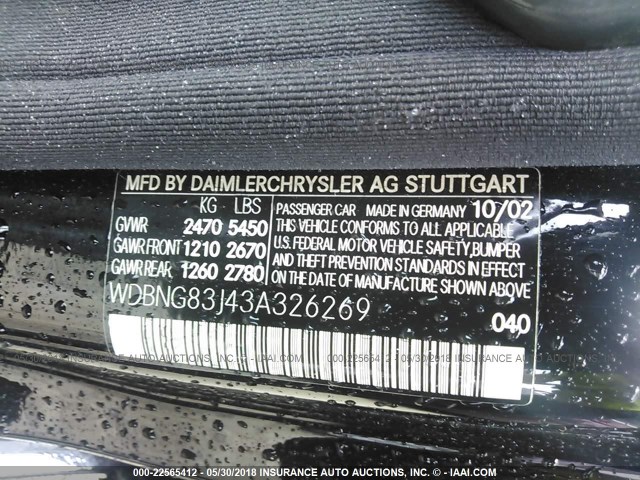 MFD BY DAIMLERCHRYSLER AG STUTTGART
KG LBS
GVWR 2470 5450
GAWR FRONT 1210 2670
GAWR REAR 1260 2780
PASSENGER CAR MADE IN GERMANY 10/02
THIS VEHICLE CONFORMS TO ALL APPLICABLE
U.S. FEDERAL MOTOR VEHICLE SAFETY, BUMPER
AND THEFT PREVENTION STANDARDS IN EFFECT
ON THE DATE OF MANUFACTURE SHOWN ABOVE
WDBNG83J43A326269
040
000-22565412 - 05/30/2018 INSURANCE AUTO AUCTIONS, INC. - © - IAAI.COM